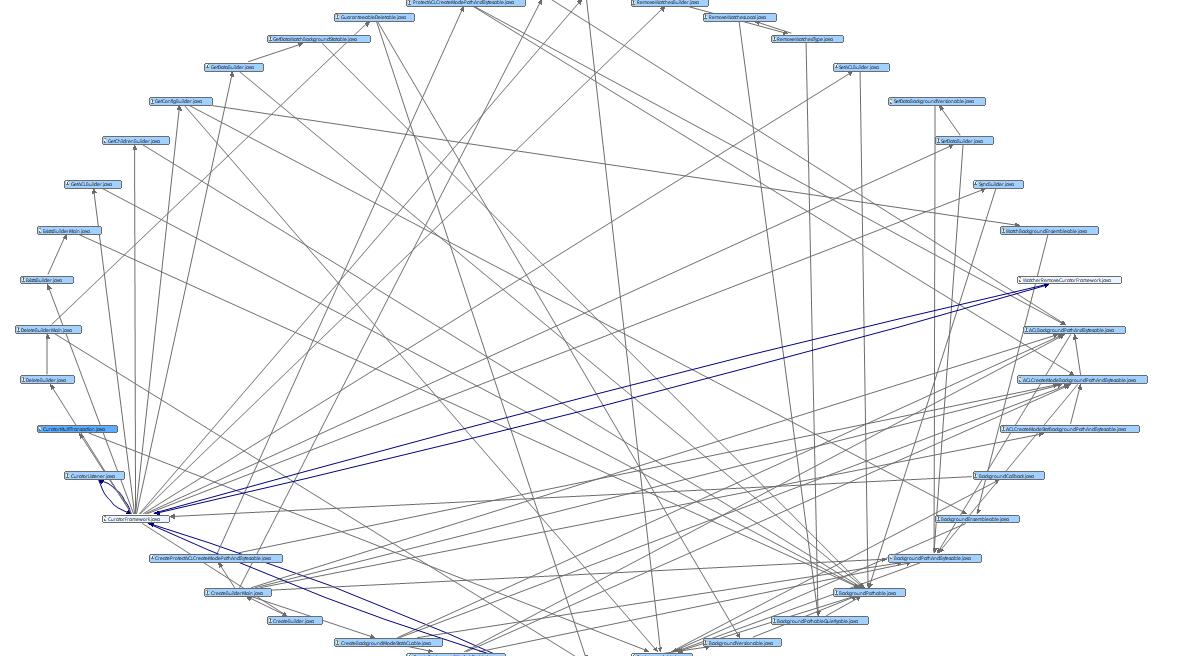 ProtectACLCreateModePathAndBytesable.java
RemoveWatchesBuilder.java
GuaranteeableDeletable.java
RemoveWatchesLocal.java
GetDataWatchBackgroundStatable.java
RemoveWatchesType.java
GetDataBuilder.java
SetACLBuilder.java
GetConfigBuilder.java
SetDataBackgroundVersionable.java
GetChildrenBuilder.java
SetDataBuilder.java
GetACLBuilder.java
SyncBuilder.java
ExistsBuilderMain.java
WatchBackgroundEnsembleable.java
ExistsBuilder.java
WatcherRemoveCuratorFramework.java
DeleteBuilderMain.java
ACLBackgroundPathAndBytesable.java
DeleteBuilder.java
ACLCreateModeBackgroundPathAndBytesable.java
CuratorMultiTransaction.java
ACLCreateModeStatBackgroundPathAndBytesable.java
CuratorListener.java
BackgroundCallback.java
CuratorFramework.java
BackgroundEnsembleable.java
CreateProtectACLCreateModePathAndBytesable.java
BackgroundPathAndBytesable.java
CreateBuilderMain.java
BackgroundPathable.java
CreateBuilder.java
BackgroundPathableQuietlyable.java
CreateBackgroundModeStatACLable.java
BackgroundVersionable.java